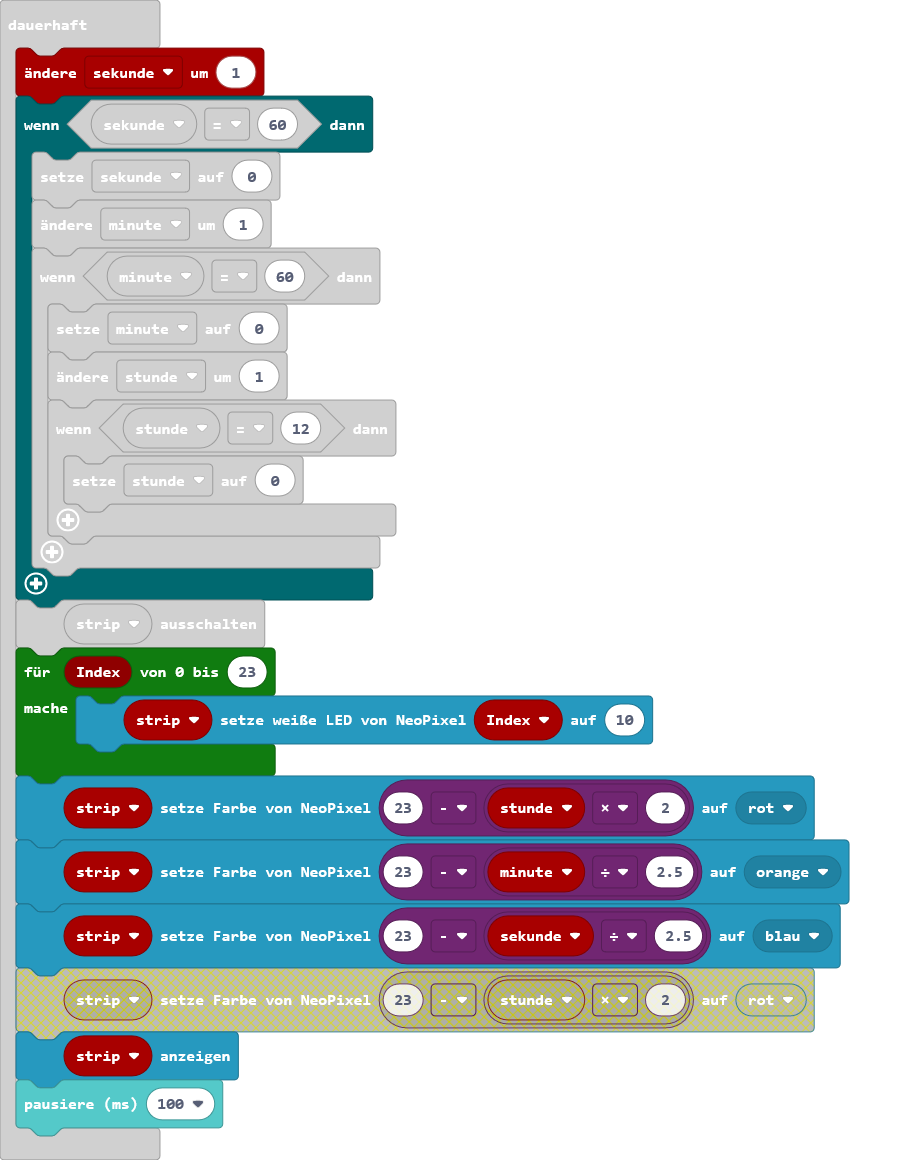 dauerhaft
ändere sekunde um 1
wenn sekunde = 60 dann
setze sekunde auf 0
ändere minute um 1
wenn minute = 60 dann
setze minute auf 0
ändere stunde um 1
wenn stunde = 12 dann
setze stunde auf 0
strip ausschalten
für Index von 0 bis 23
mache
strip setze weiße LED von NeoPixel Index auf 10
strip setze Farbe von NeoPixel 23 - stunde × 2 auf rot
strip setze Farbe von NeoPixel 23 - minute ÷ 2.5 auf orange
strip setze Farbe von NeoPixel 23 - sekunde ÷ 2.5 auf blau
strip setze Farbe von NeoPixel 23 - stunde × 2 auf rot
strip anzeigen
pausiere (ms) 100